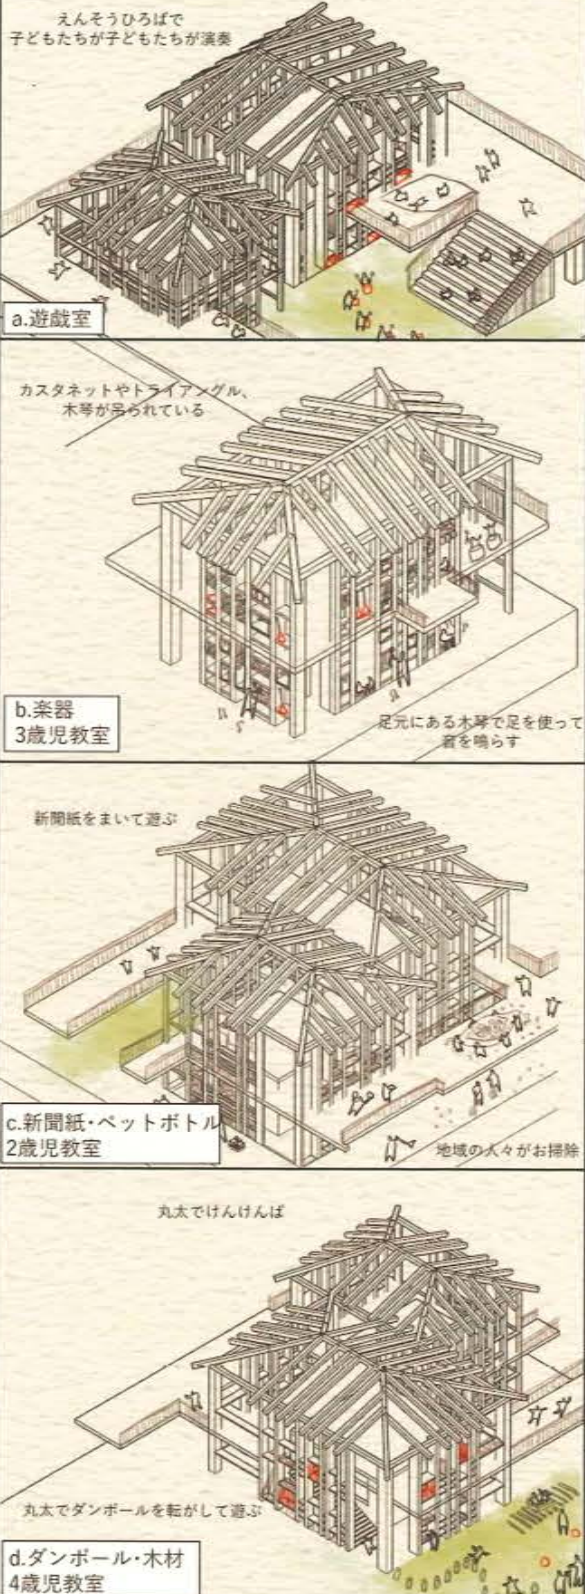 えんそうひろばで
子どもたちが子どもたちが演奏
a.遊戯室
カスタネットやトライアングル、
木琴が吊られている
b.楽器
3歳児教室
足元にある木琴で足を使って
音を鳴らす
新聞紙をまいて遊ぶ
c.新聞紙・ペットボトル
2歳児教室
地域の人々がお掃除
丸太でけんけんぱ
丸太でダンボールを転がして遊ぶ
d.ダンボール・木材
4歳児教室